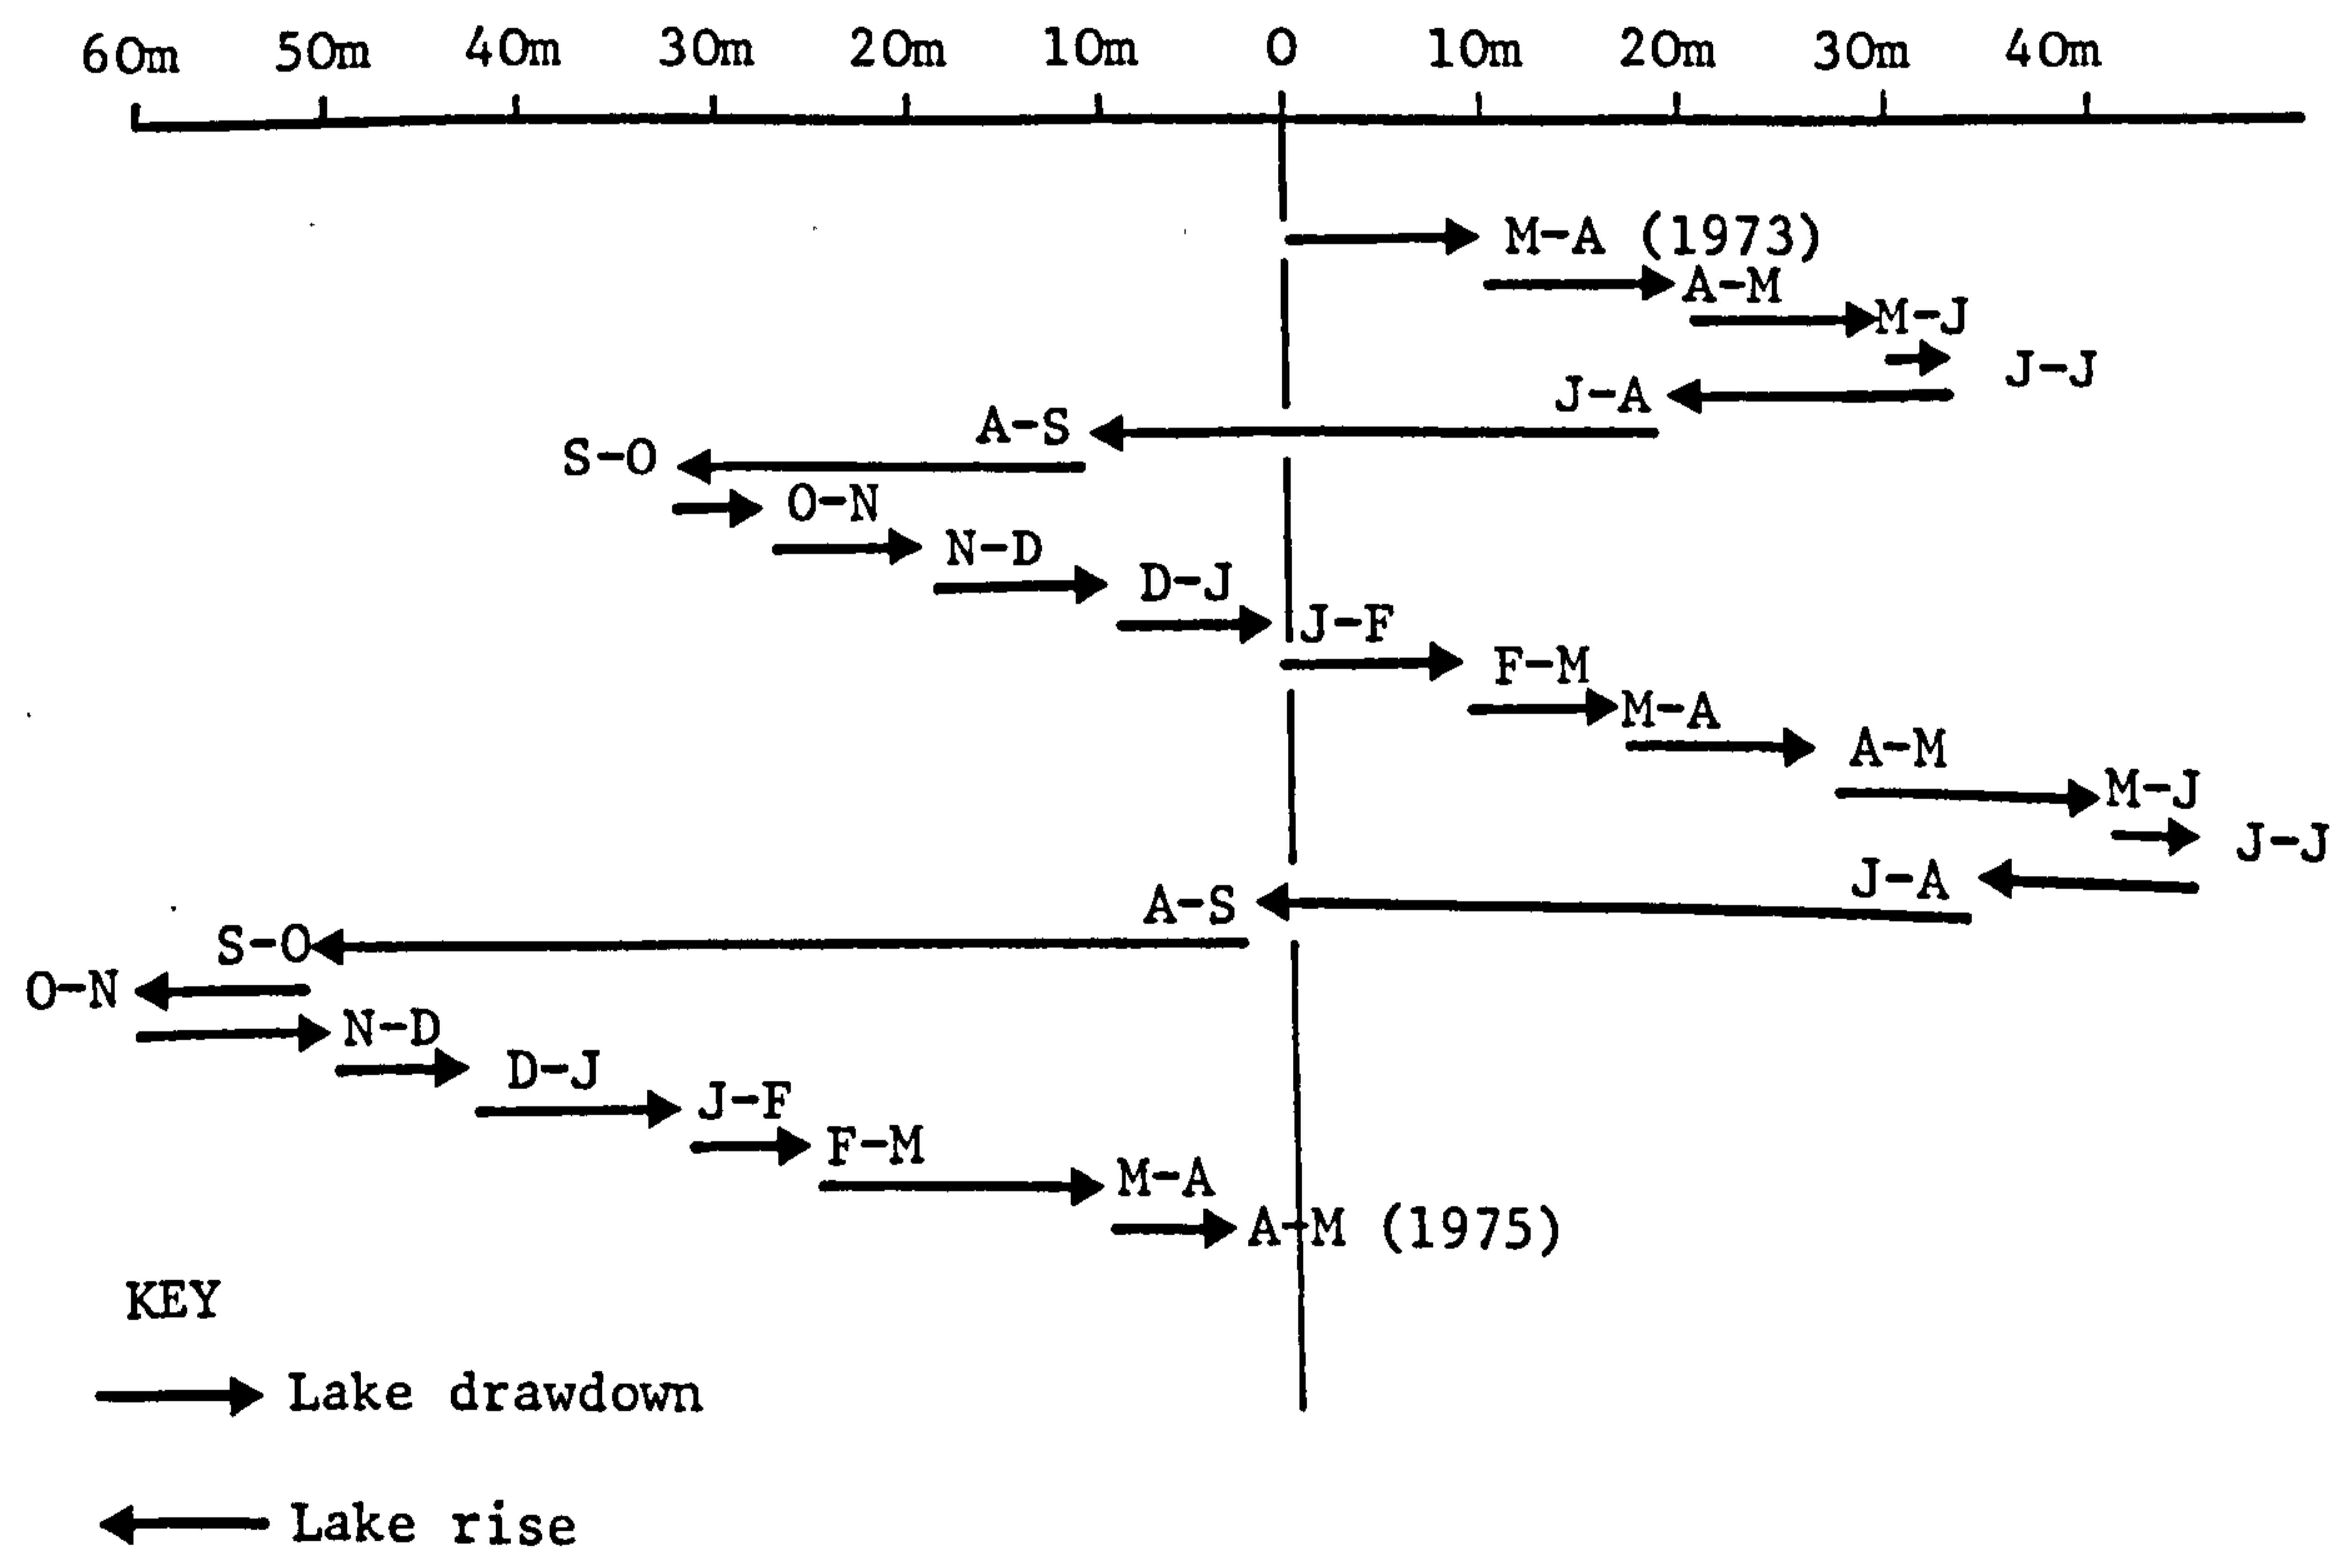 60m 50m 40m 30m 20m 10m 0 10m 20m 30m 40m
M-A (1973)
A-M
M-J
J-J
J-A
A-S
S-O
O-N
N-D
D-J
J-F
F-M
M-A
A-M
M-J
J-J
J-A
A-S
S-O
O-N
N-D
D-J
J-F
F-M
M-A
A-M (1975)
KEY
Lake drawdown
Lake rise